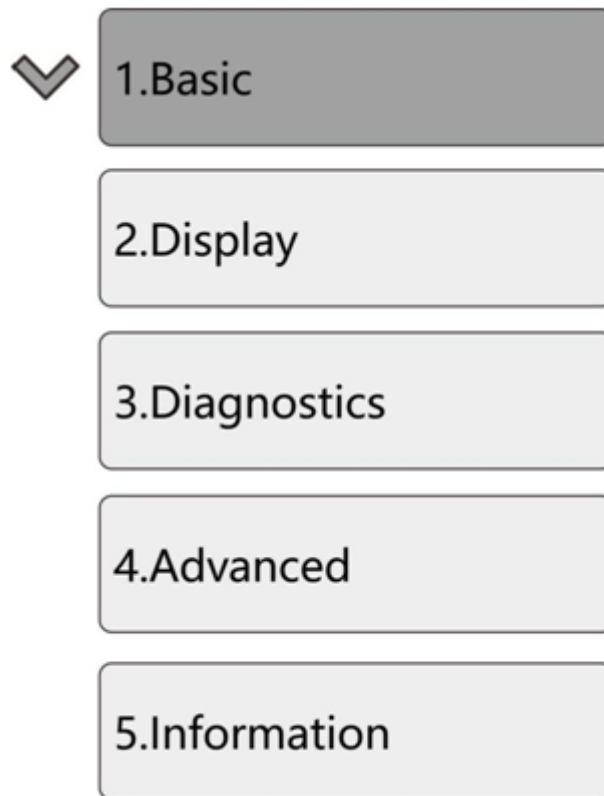 1.Basic
2.Display
3.Diagnostics
4.Advanced
5.Information